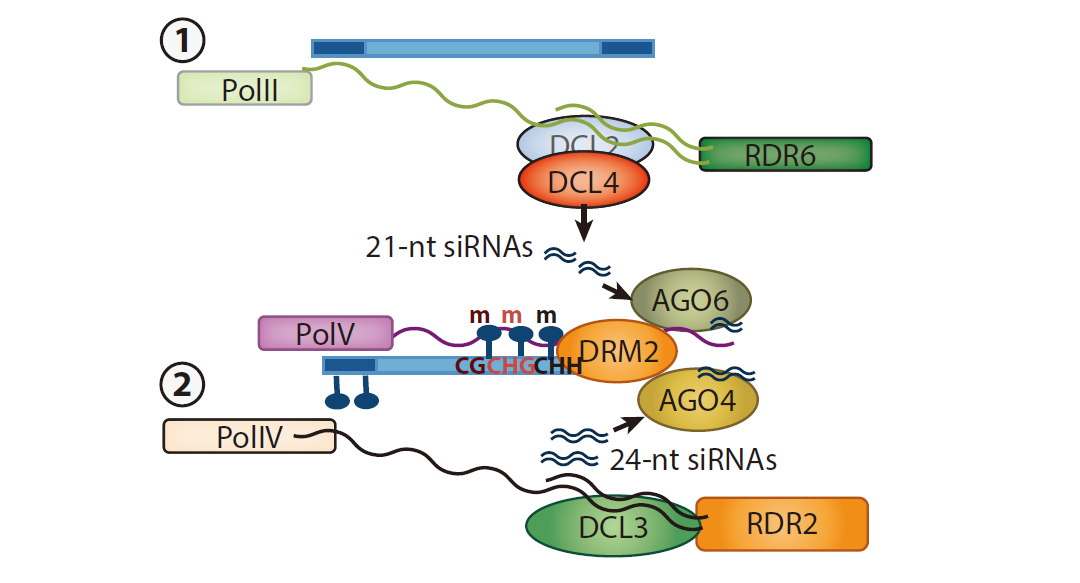 1
PolII
DCL2
RDR6
DCL4
21-nt siRNAs
AGO6
m m m
PolV
DRM2
CGCHGCHH
2
AGO4
PolIV
24-nt siRNAs
DCL3
RDR2